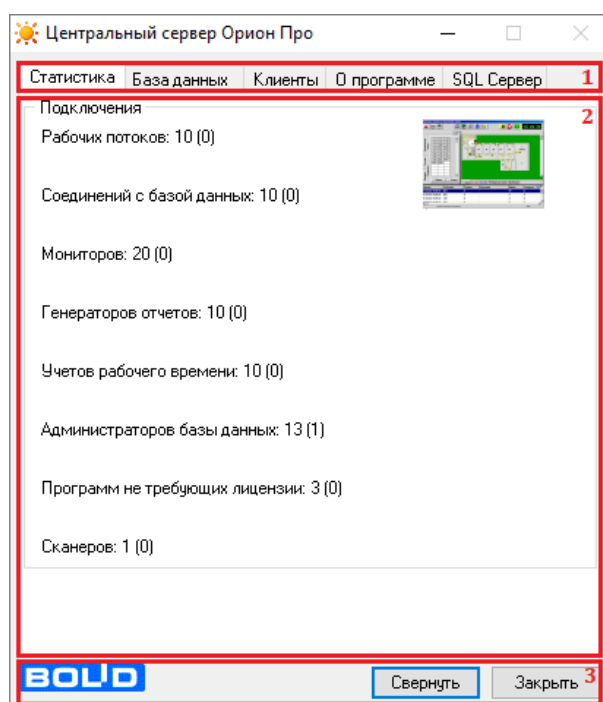 Центральный сервер Орион Про
Статистика База данных Клиенты О программе SQL Сервер 1
Подключения 2
Рабочих потоков: 10 (0)
Соединений с базой данных: 10 (0)
Мониторов: 20 (0)
Генераторов отчетов: 10 (0)
Учетов рабочего времени: 10 (0)
Администраторов базы данных: 13 (1)
Программ не требующих лицензии: 3 (0)
Сканеров: 1 (0)
BOLID Свернуть Закрыть 3